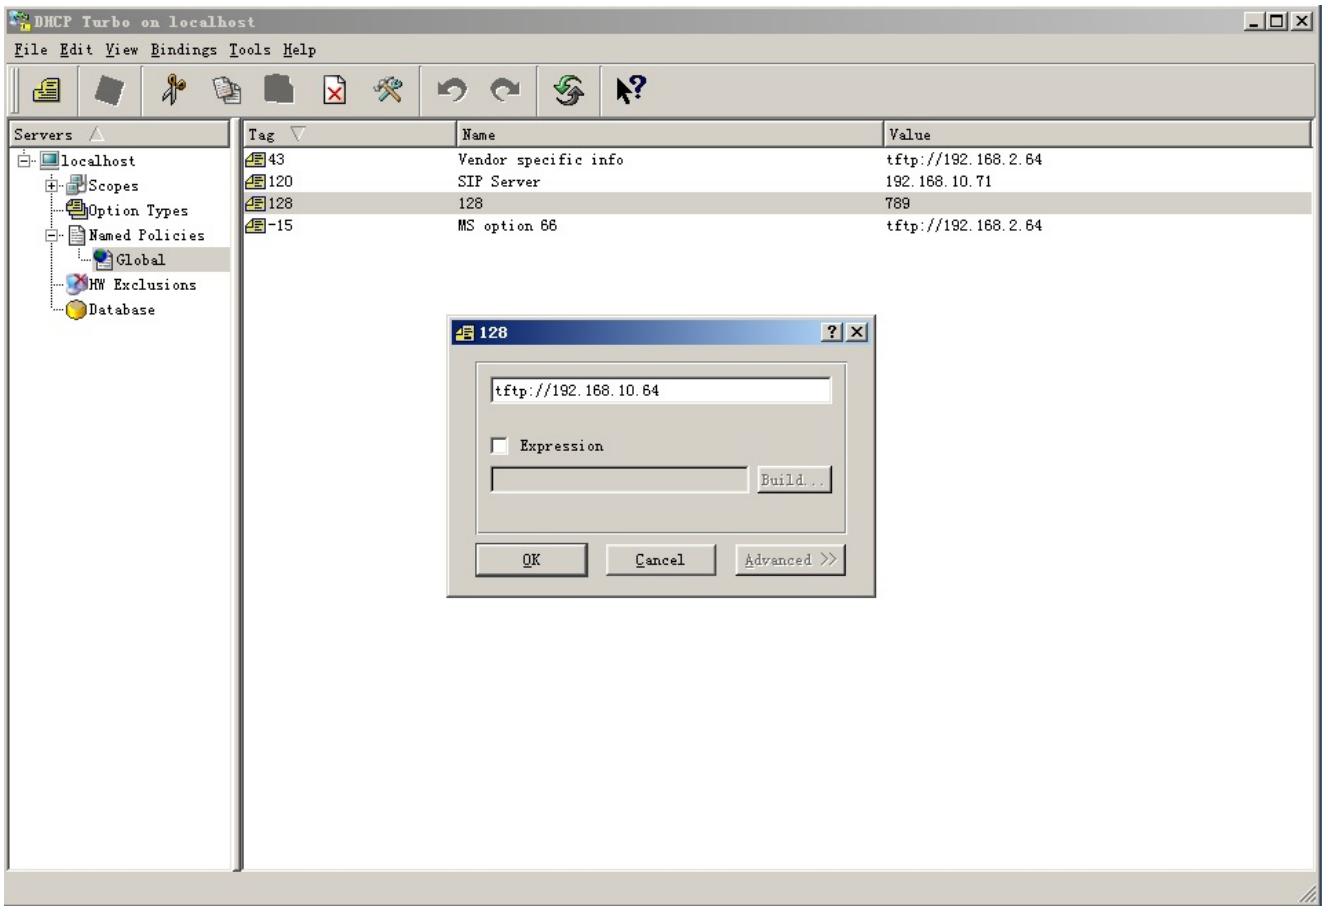 DHCP Turbo on localhost
File Edit View Bindings Tools Help
Servers
Tag Name Value
localhost
Scopes
Option Types
Named Policies
Global
HW Exclusions
Database
43 Vendor specific info tftp://192.168.2.64
120 SIP Server 192.168.10.71
128 128 789
-15 MS option 66 tftp://192.168.2.64
128
tftp://192.168.10.64
Expression
Build...
OK Cancel Advanced >>